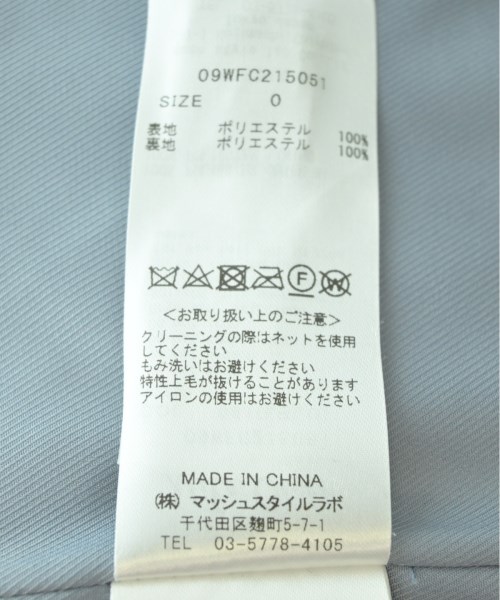 09WFC215051
SIZE 0
表地 ポリエステル 100%
裏地 ポリエステル 100%
F W
＜お取り扱い上のご注意＞
クリーニングの際はネットを使用
してください
もみ洗いはお避けください
特性上毛が抜けることがあります
アイロンの使用はお避けください
MADE IN CHINA
㈱ マッシュスタイルラボ
千代田区麹町5-7-1
TEL 03-5778-4105